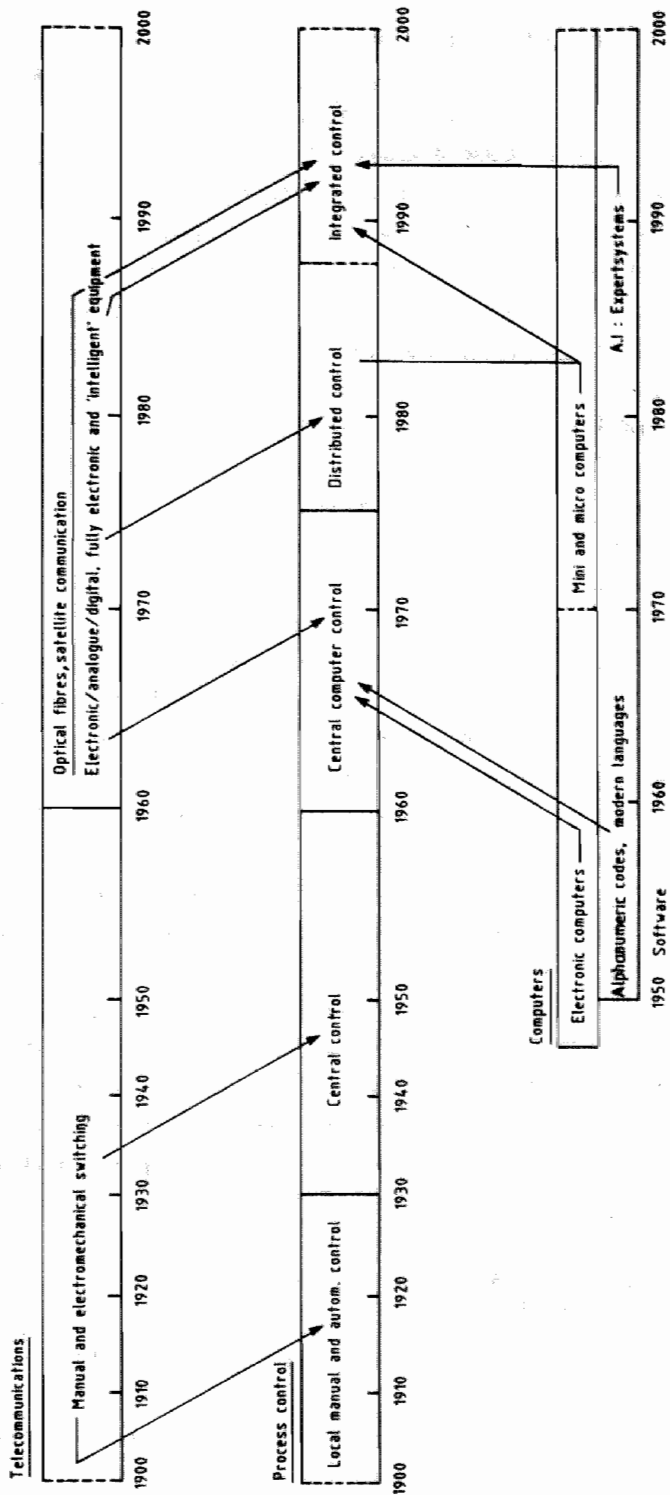 Telecommunications
Optical fibres, satellite communication
Manual and electromechanical switching
Electronic/analogue/digital, fully electronic and 'intelligent' equipment
1900 1910 1920 1930 1940 1950 1960 1970 1980 1990 2000
Process control
Local manual and autom. control
Central control
Central computer control
Distributed control
Integrated control
1900 1910 1920 1930 1940 1950 1960 1970 1980 1990 2000
Computers
Electronic computers
Mini and micro computers
Alphanumeric codes, modern languages
A.I : Expertsystems
1950 Software 1960 1970 1980 1990 2000